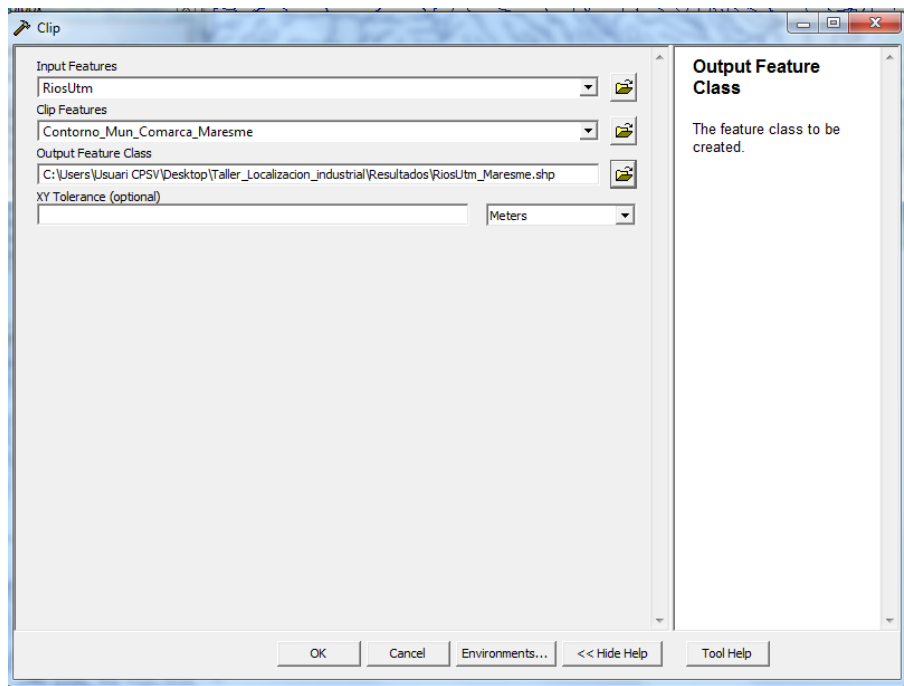 Clip
Input Features
RiosUtm
Clip Features
Contorno_Mun_Comarca_Maresme
Output Feature Class
C:\Users\Usuari CPSV\Desktop\Taller_Localizacion_industrial\Resultados\RiosUtm_Maresme.shp
XY Tolerance (optional)
Meters
Output Feature
Class
The feature class to be
created.
OK
Cancel
Environments...
<< Hide Help
Tool Help